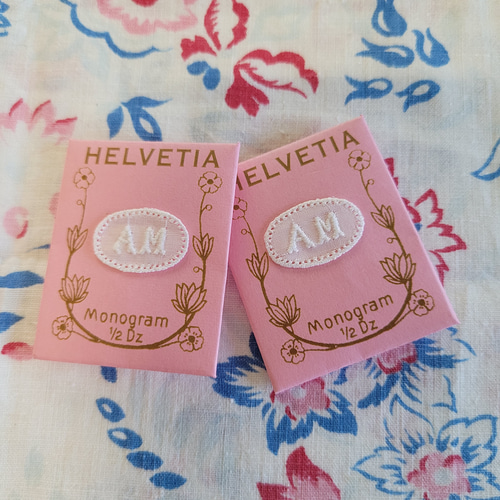 HELVETIA
AM
Monogram
1/2 Dz
HELVETIA
AM
Monogram
1/2 Dz